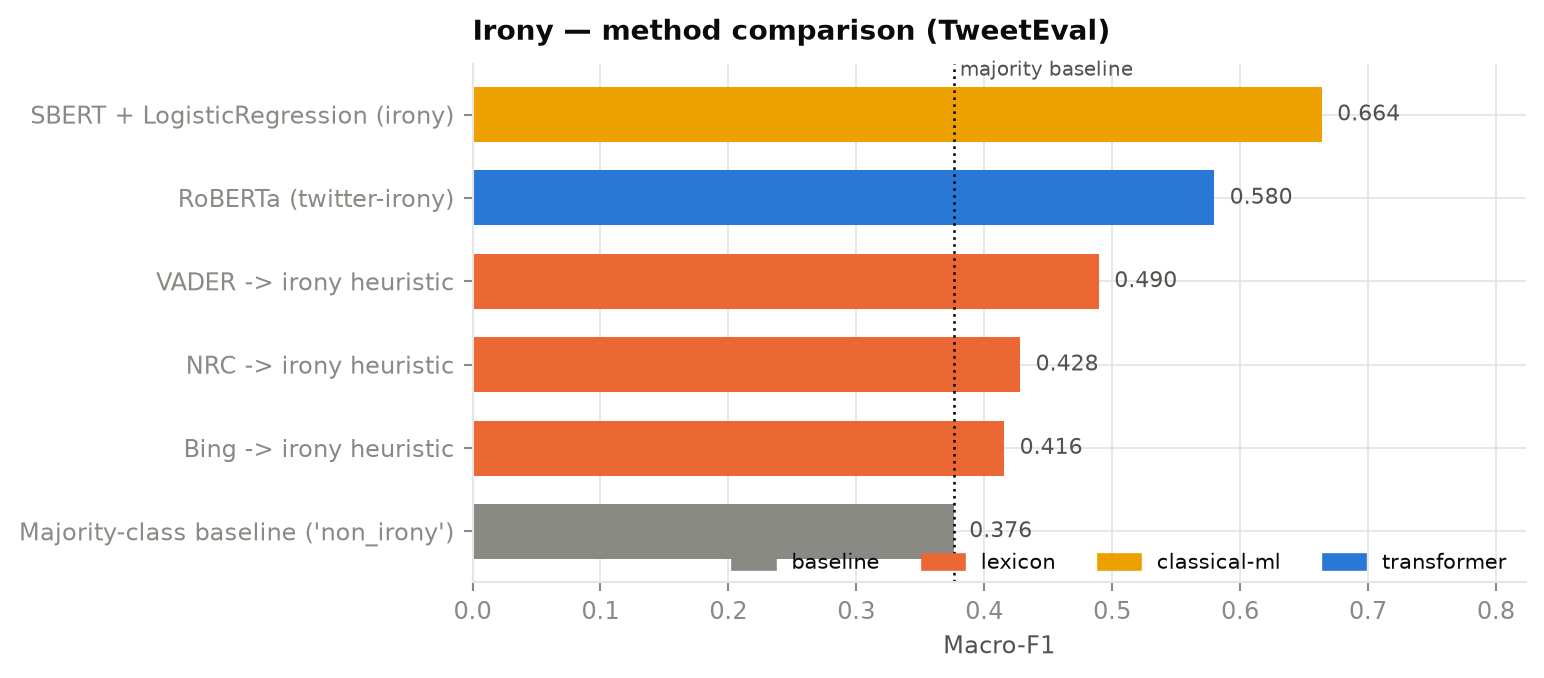 Irony — method comparison (TweetEval)
majority baseline
SBERT + LogisticRegression (irony)
0.664
RoBERTa (twitter-irony)
0.580
VADER -> irony heuristic
0.490
NRC -> irony heuristic
0.428
Bing -> irony heuristic
0.416
Majority-class baseline ('non_irony')
0.376
baseline lexicon classical-ml transformer
0.0 0.1 0.2 0.3 0.4 0.5 0.6 0.7 0.8
Macro-F1